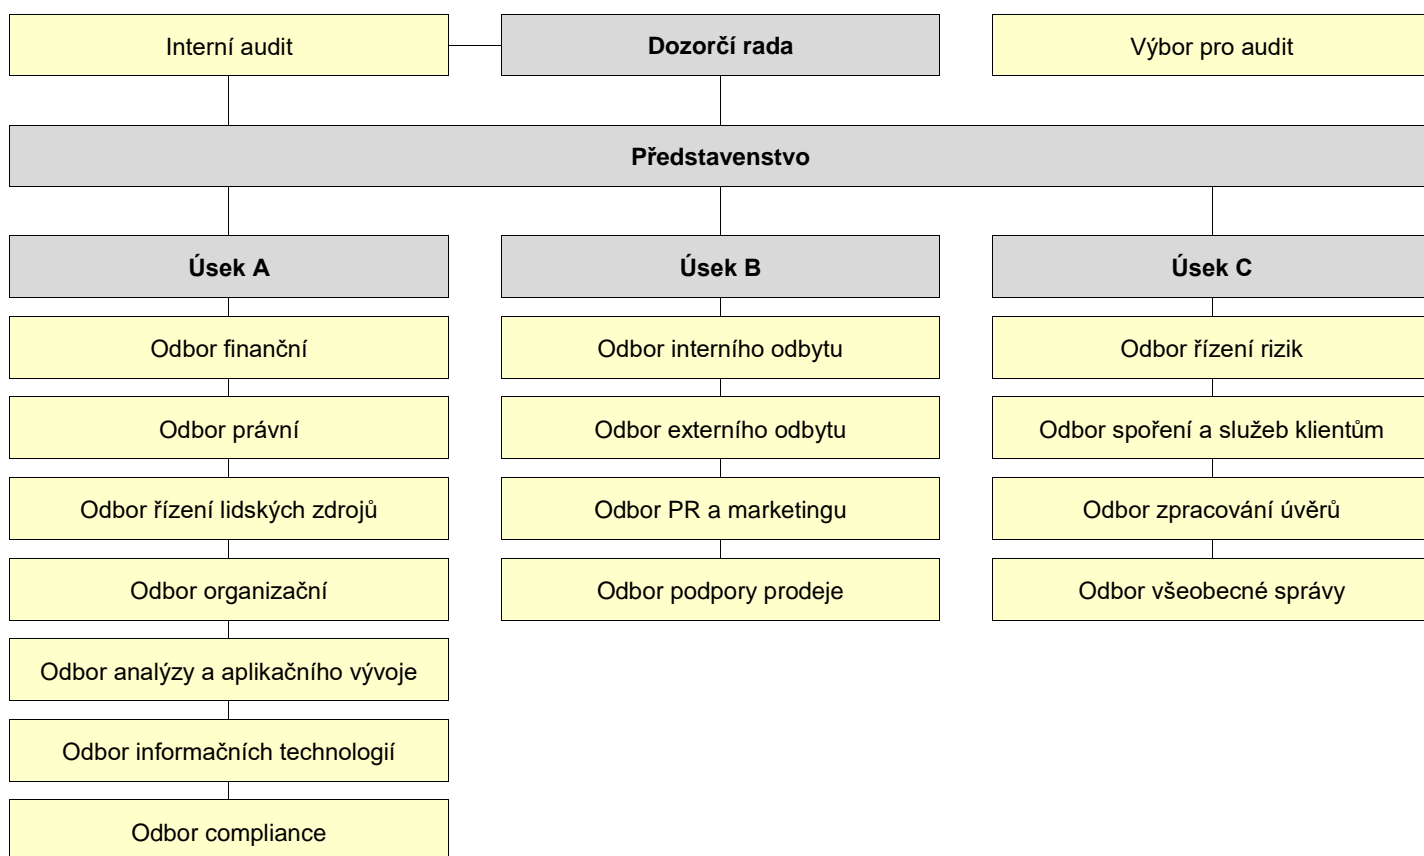 Interní audit
Dozorčí rada
Výbor pro audit
Představenstvo
Úsek A
Úsek B
Úsek C
Odbor finanční
Odbor interního odbytu
Odbor řízení rizik
Odbor právní
Odbor externího odbytu
Odbor spoření a služeb klientům
Odbor řízení lidských zdrojů
Odbor PR a marketingu
Odbor zpracování úvěrů
Odbor organizační
Odbor podpory prodeje
Odbor všeobecné správy
Odbor analýzy a aplikačního vývoje
Odbor informačních technologií
Odbor compliance